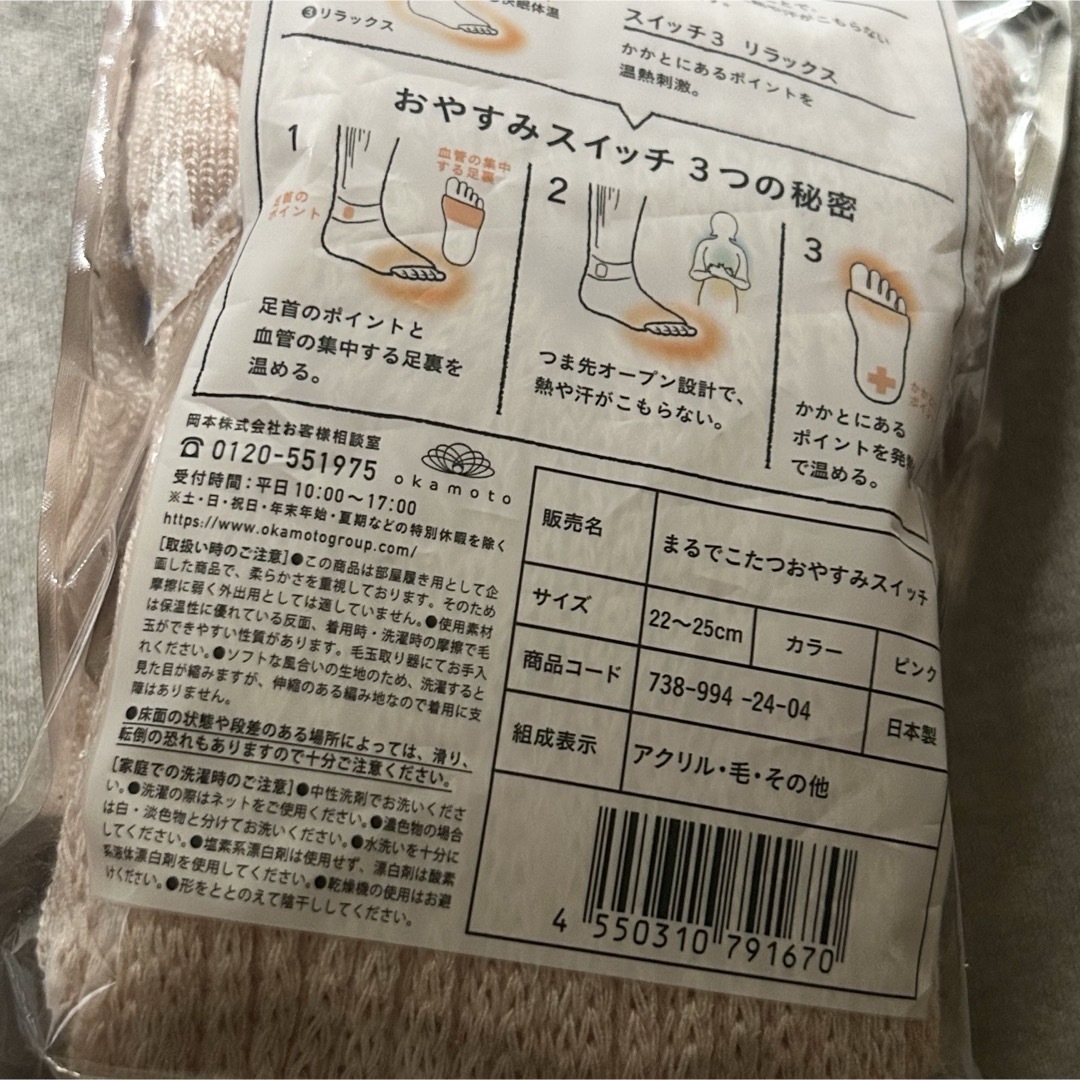 ❸リラックス
快眠体温
汗がこもらない
スイッチ3 リラックス
かかとにあるポイントを
温熱刺激。
おやすみスイッチ 3つの秘密
1
足首の
ポイント
血管の集中
する足裏
足首のポイントと
血管の集中する足裏を
温める。
2
つま先オープン設計で、
熱や汗がこもらない。
3
かかとにある
ポイントを発熱
で温める。
岡本株式会社お客様相談室
☎ 0120-551975
受付時間：平日10:00〜17:00
※土・日・祝日・年末年始・夏期などの特別休暇を除く
https://www.okamotogroup.com/
okamoto
[取扱い時のご注意]●この商品は部屋履き用として企
画した商品で、柔らかさを重視しております。そのため
摩擦に弱く外出用としては適していません。●使用素材
は保温性に優れている反面、着用時・洗濯時の摩擦で毛
玉ができやすい性質があります。毛玉取り器にてお手入
れください。●ソフトな風合いの生地のため、洗濯すると
見た目が縮みますが、伸縮のある編み地なので着用に支
障はありません。
●床面の状態や段差のある場所によっては、滑り、
転倒の恐れもありますので十分ご注意ください。
[家庭での洗濯時のご注意]●中性洗剤でお洗いくださ
い。●洗濯の際はネットをご使用ください。●濃色物の場合
は白・淡色物と分けてお洗いください。●水洗いを十分に
してください。●塩素系漂白剤は使用せず、漂白剤は酸素
系液体漂白剤を使用してください。●乾燥機の使用はお避
けください。●形をととのえて陰干ししてください。
販売名 まるでこたつおやすみスイッチ
サイズ 22〜25cm カラー ピンク
商品コード 738-994 -24-04 日本製
組成表示 アクリル・毛・その他
4 550310 791670